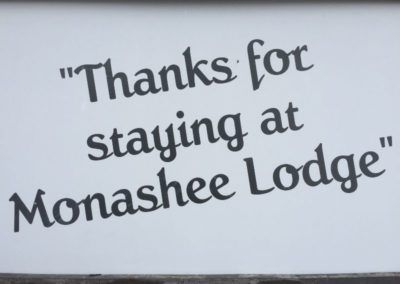 "Thanks for
staying at
Monashee Lodge"